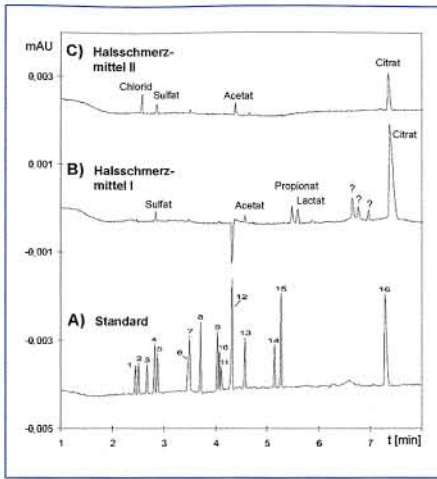 mAU
C) Halsschmerz-
mittel II
Citrat
0,003
Chlorid
Sulfat
Acetat
B) Halsschmerz-
mittel I
Citrat
0,001
Propionat
Lactat
? ? ?
Sulfat
Acetat
-0,001
A) Standard
-0,003
1 2 3 4 5 6 7 8 9 10 11 12 13 14 15 16
-0,005
1 2 3 4 5 6 7 t [min]